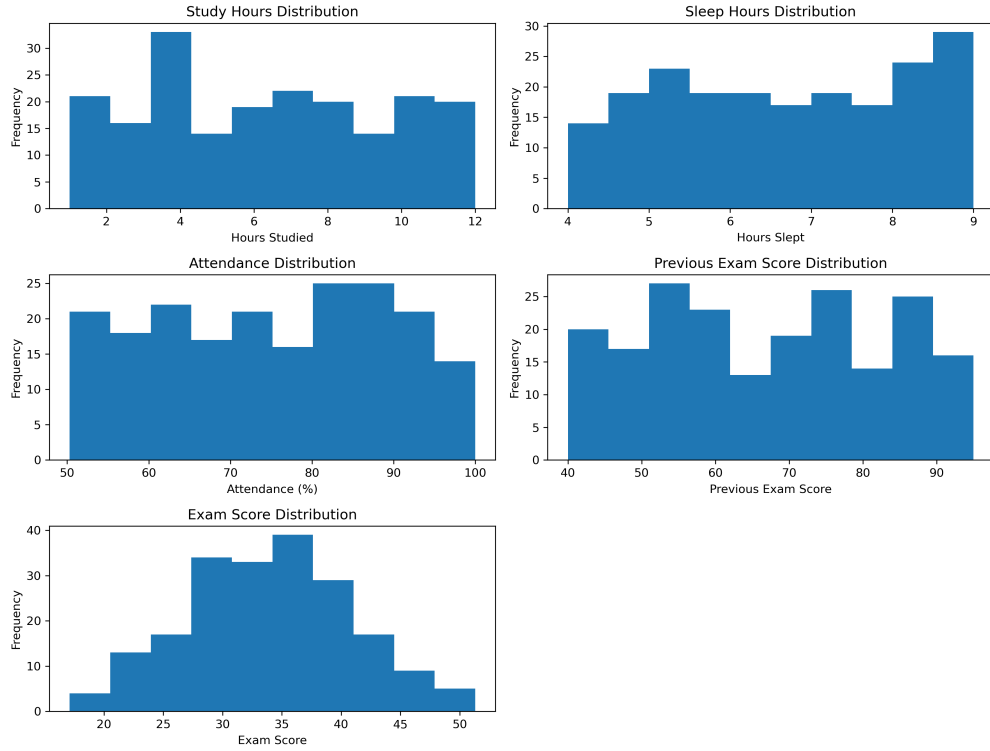 Study Hours Distribution
Frequency
30
25
20
15
10
5
0
2 4 6 8 10 12
Hours Studied
Sleep Hours Distribution
Frequency
30
25
20
15
10
5
0
4 5 6 7 8 9
Hours Slept
Attendance Distribution
Frequency
25
20
15
10
5
0
50 60 70 80 90 100
Attendance (%)
Previous Exam Score Distribution
Frequency
25
20
15
10
5
0
40 50 60 70 80 90
Previous Exam Score
Exam Score Distribution
Frequency
40
30
20
10
0
20 25 30 35 40 45 50
Exam Score